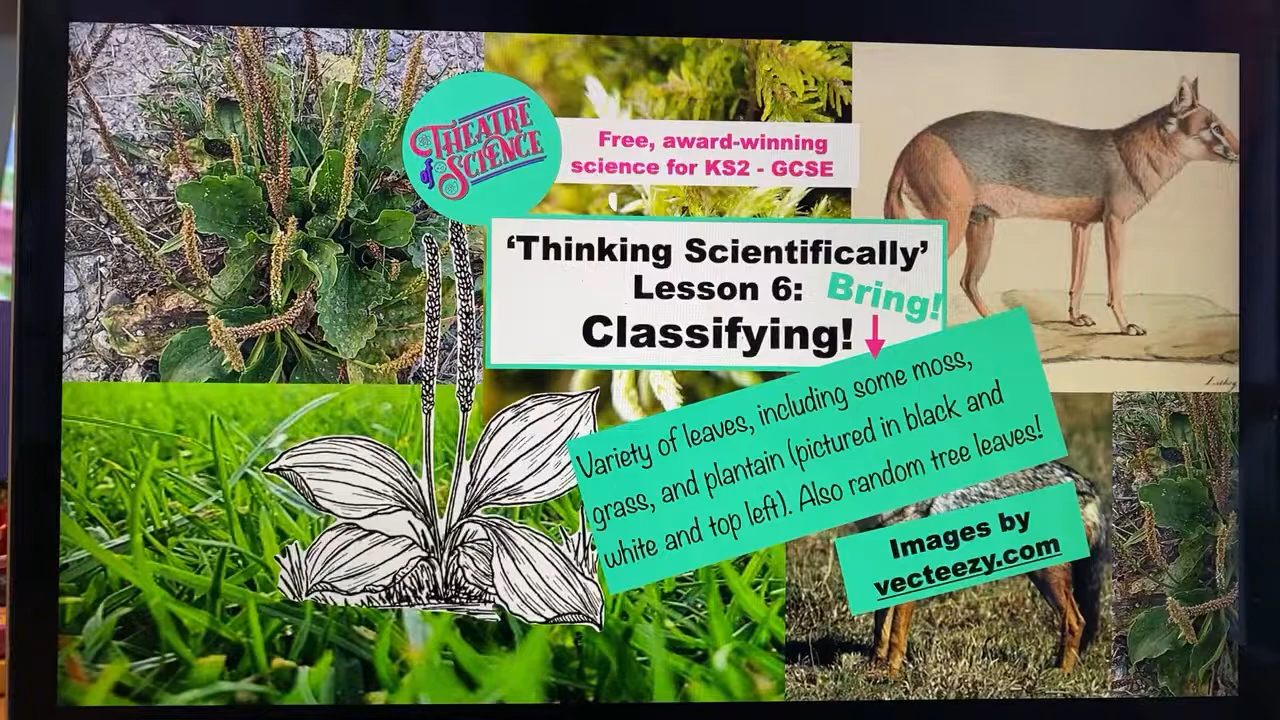 THEATRE
of
SCIENCE
Free, award-winning
science for KS2 - GCSE
‘Thinking Scientifically’
Lesson 6:
Bring!
Classifying!
Variety of leaves, including some moss,
grass, and plantain (pictured in black and
white and top left). Also random tree leaves!
Images by
vecteezy.com